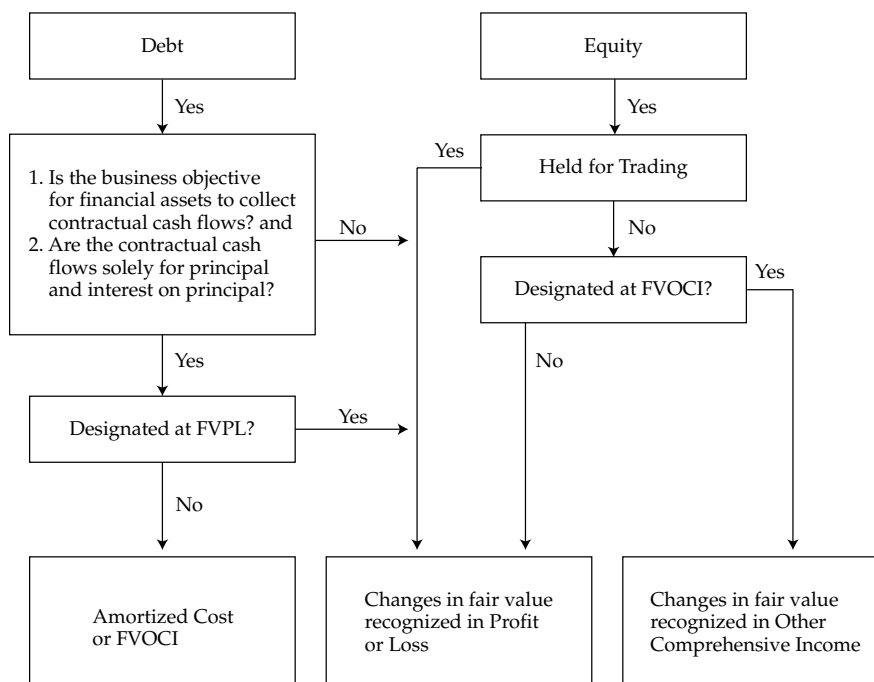 Debt
Equity
Yes
Yes
1. Is the business objective
for financial assets to collect
contractual cash flows? and
2. Are the contractual cash
flows solely for principal
and interest on principal?
No
Yes
Held for Trading
No
Designated at FVOCI?
Yes
Yes
No
Designated at FVPL?
Yes
No
Amortized Cost
or FVOCI
Changes in fair value
recognized in Profit
or Loss
Changes in fair value
recognized in Other
Comprehensive Income